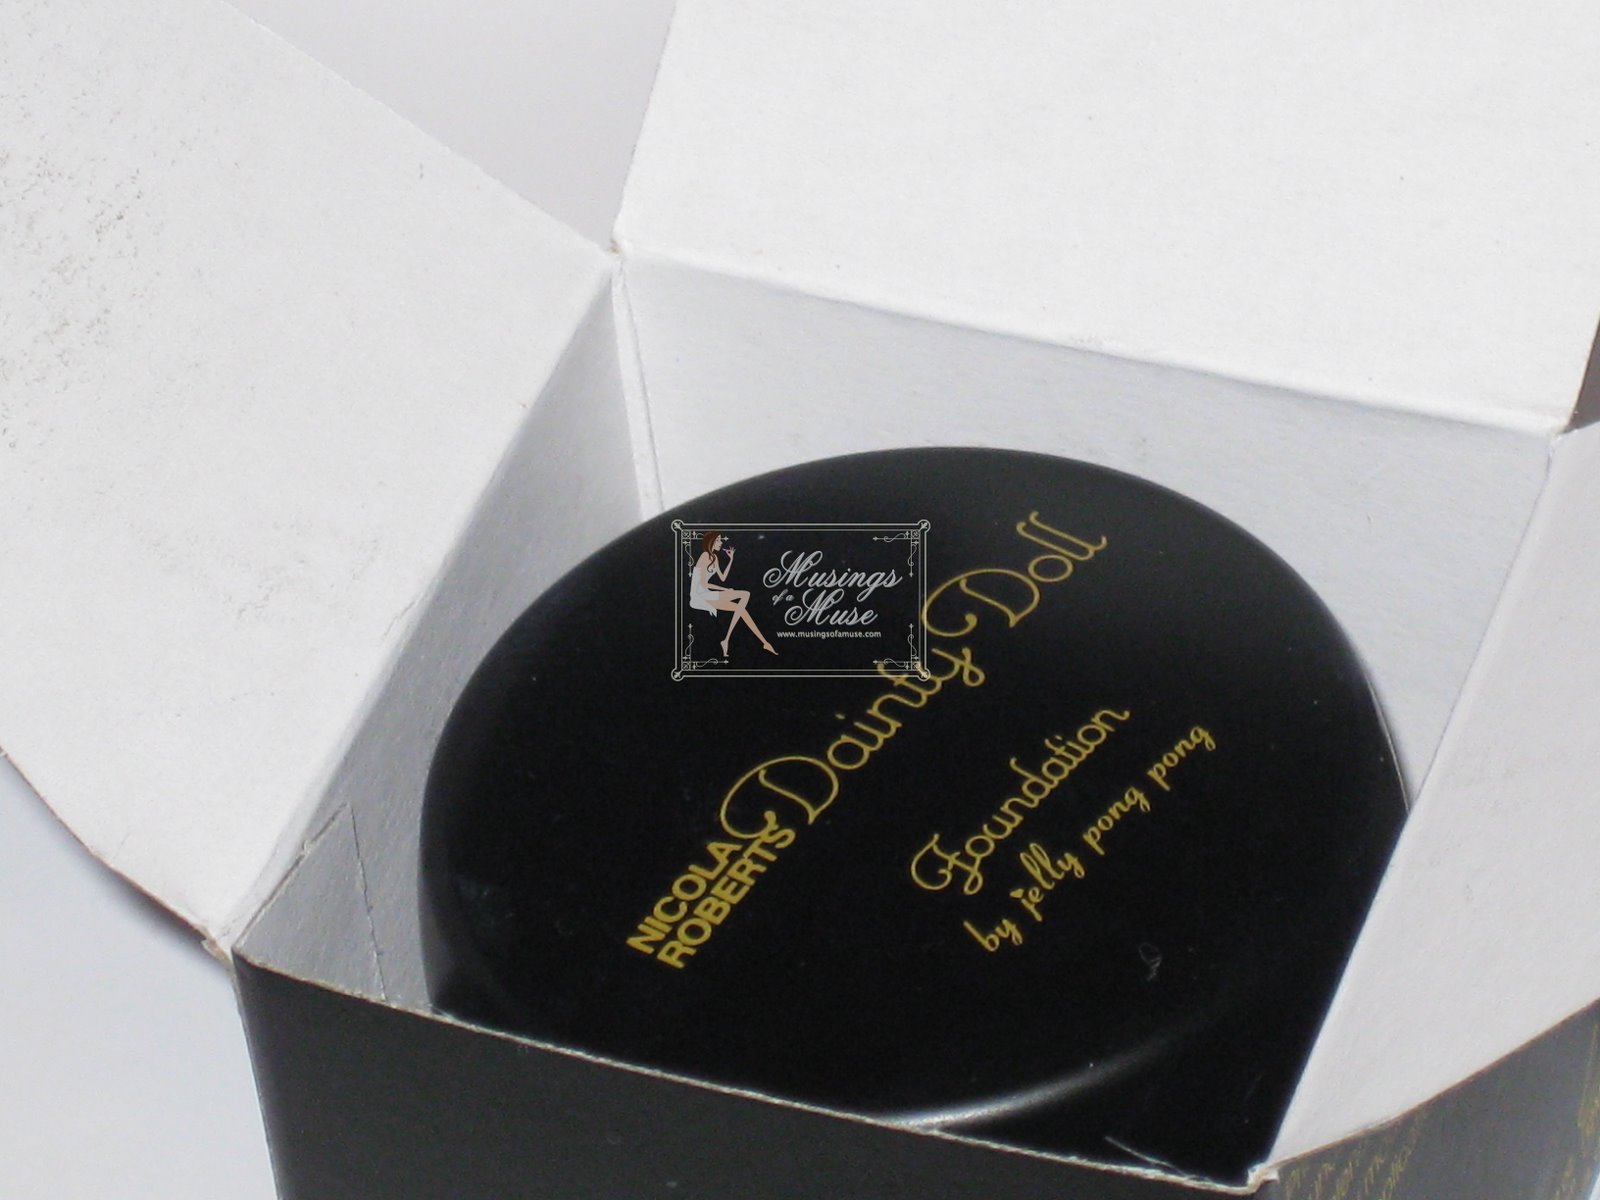 Musings
of a
Muse
www.musingsofamuse.com
NICOLA
ROBERTS
Dainty Doll
Foundation
by jelly pong pong